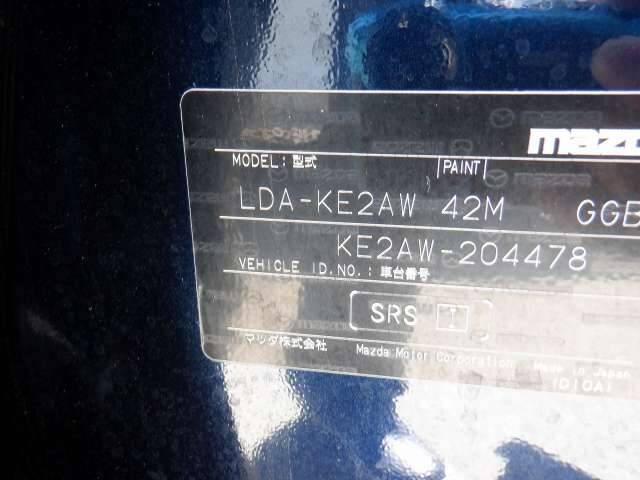 mazda
MODEL: 型式 PAINT
LDA-KE2AW 42M GGB
KE2AW-204478
VEHICLE ID.NO.: 車台番号
SRS
マツダ株式会社 Mazda Motor Corporation Made in Japan